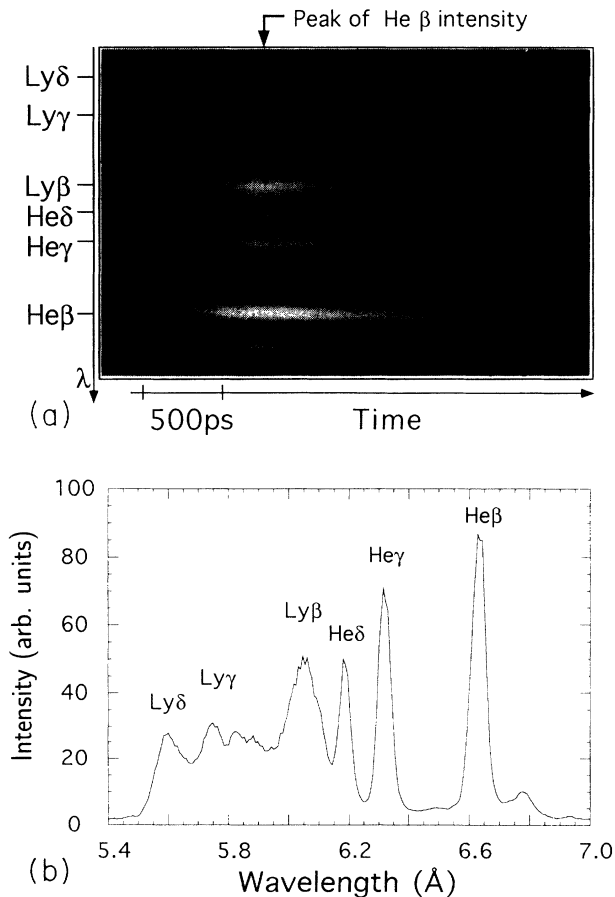 Peak of He β intensity
Lyδ
Lyγ
Lyβ
Heδ
Heγ
Heβ
λ
(a)
500ps
Time
100
80
60
40
20
0
Intensity (arb. units)
Lyδ
Lyγ
Lyβ
Heδ
Heγ
Heβ
5.4
5.8
6.2
6.6
7.0
(b)
Wavelength (Å)